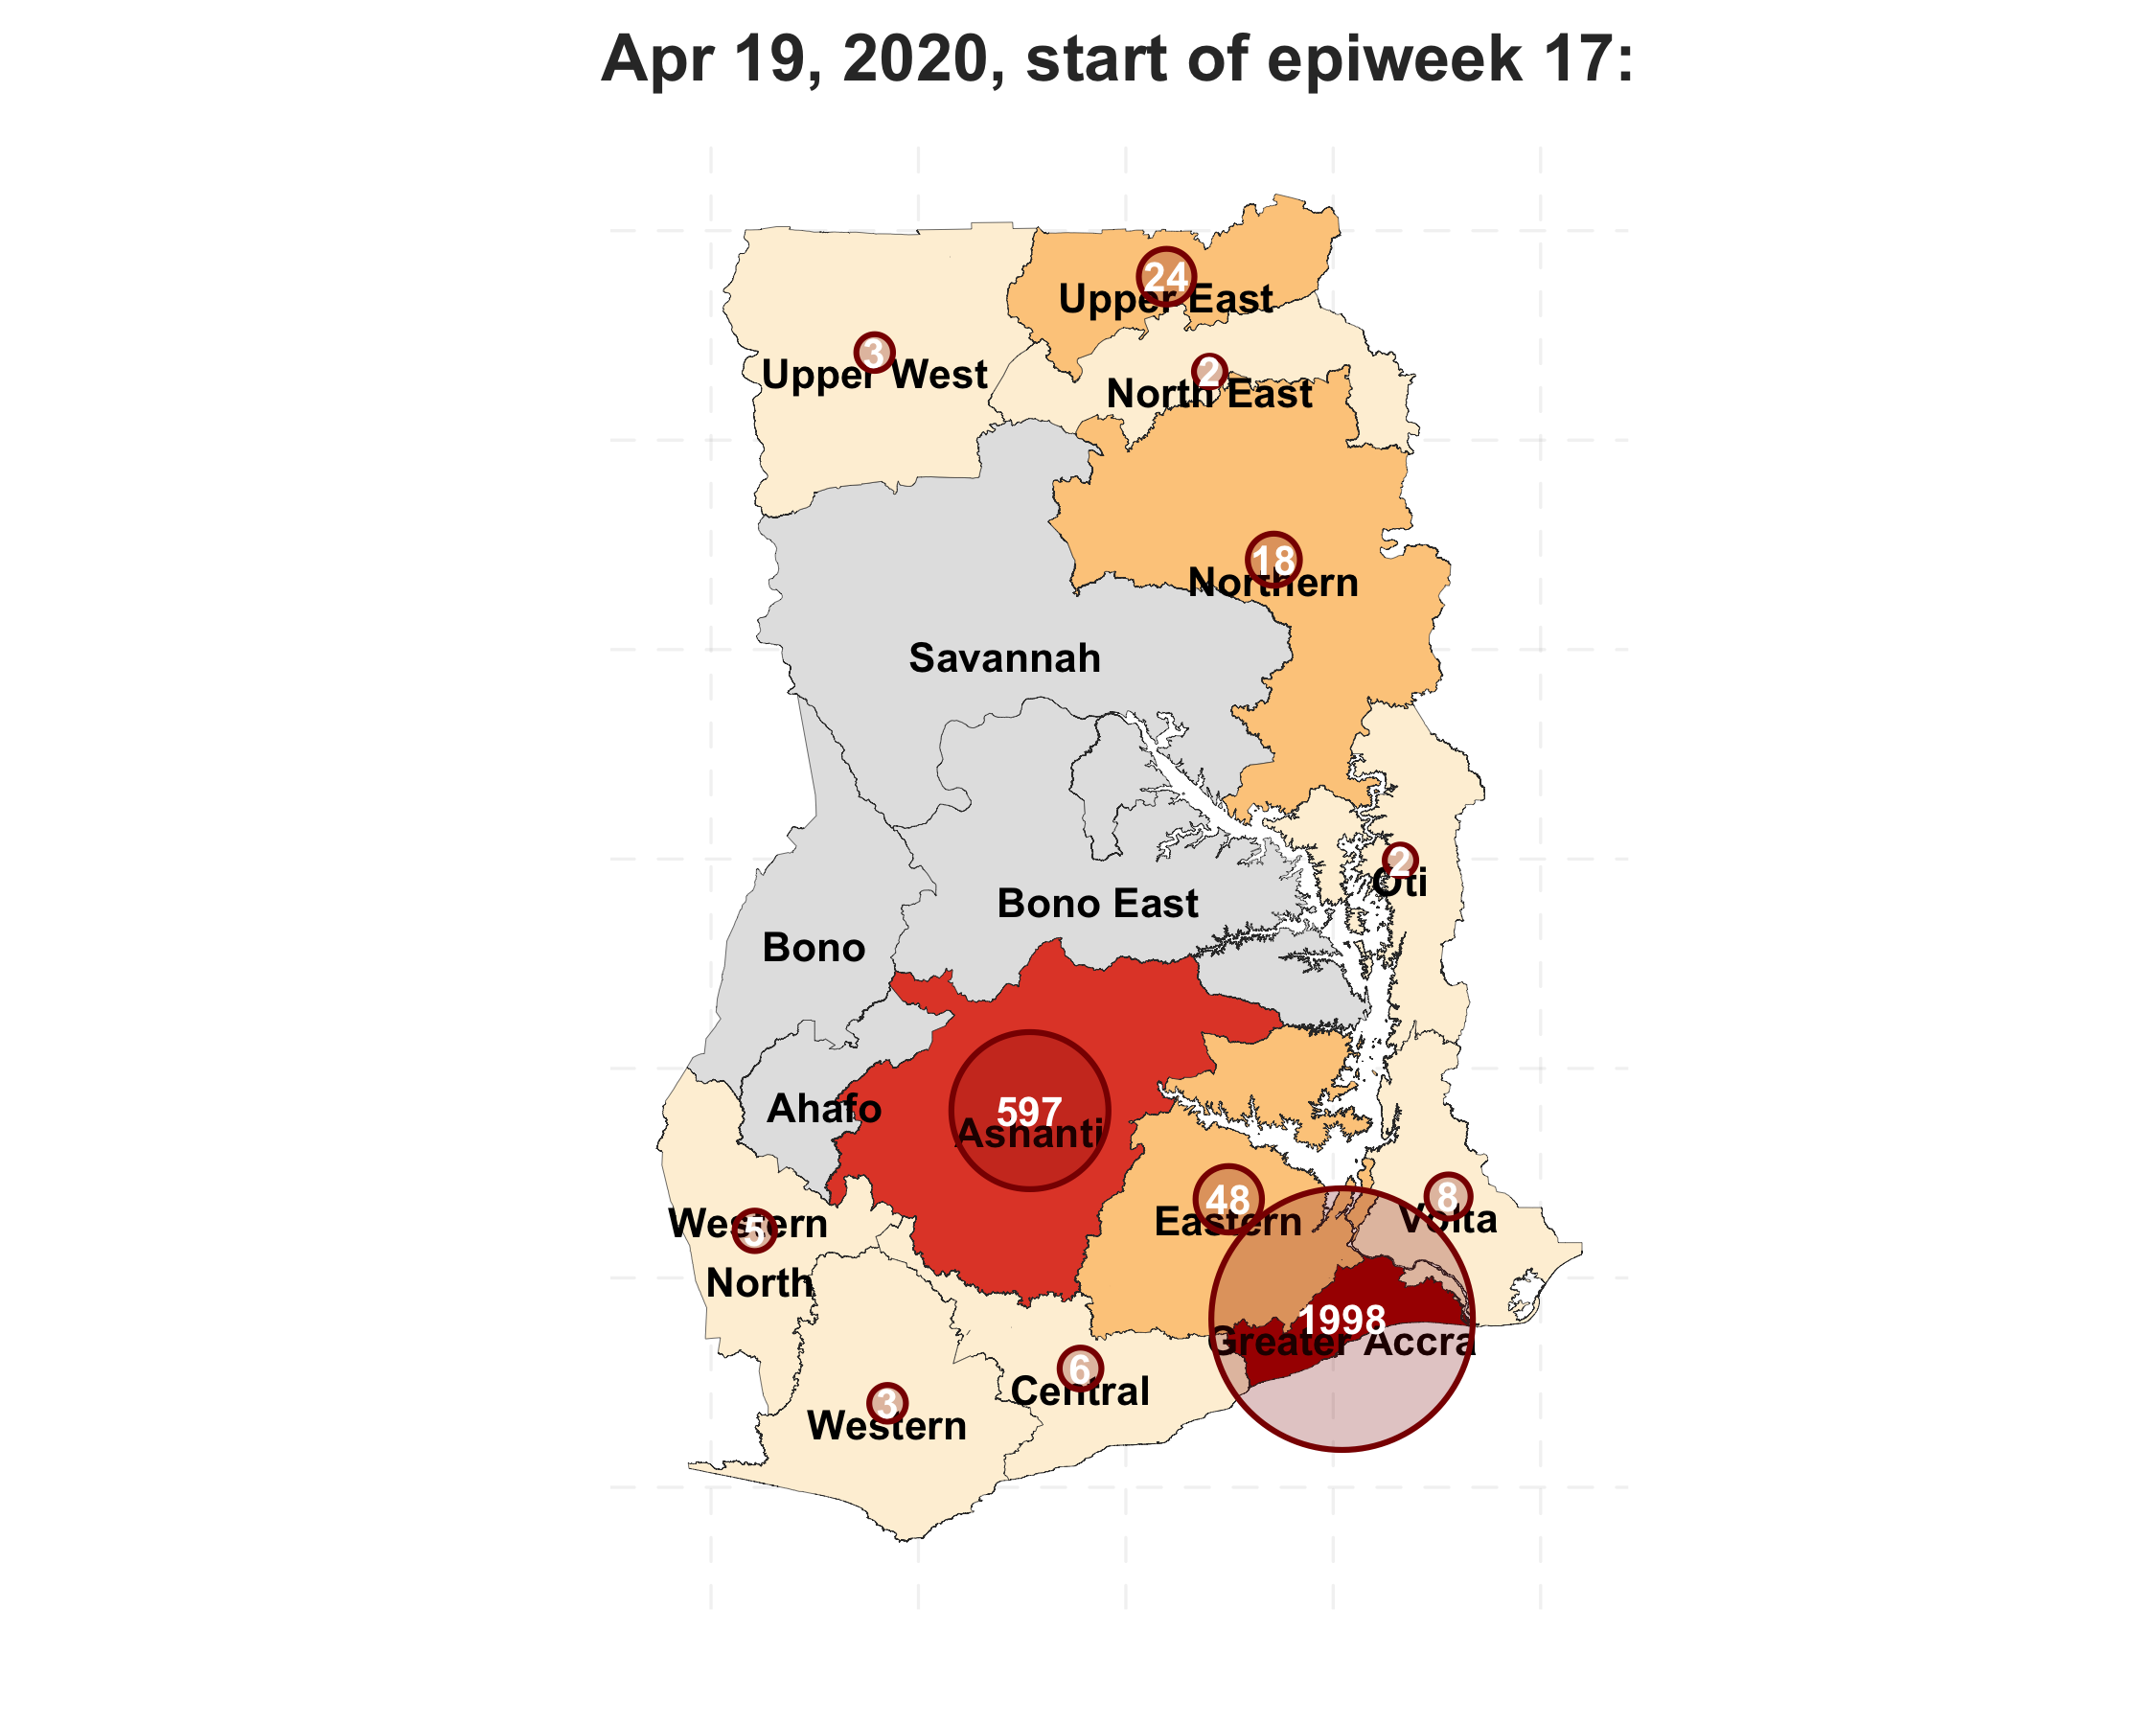 Apr 19, 2020, start of epiweek 17:
24
Upper East
3
Upper West
2
North East
18
Northern
Savannah
2
Oti
Bono East
Bono
597
Ashanti
Ahafo
48
Eastern
8
Volta
Western
5
North
1998
Greater Accra
6
Central
3
Western